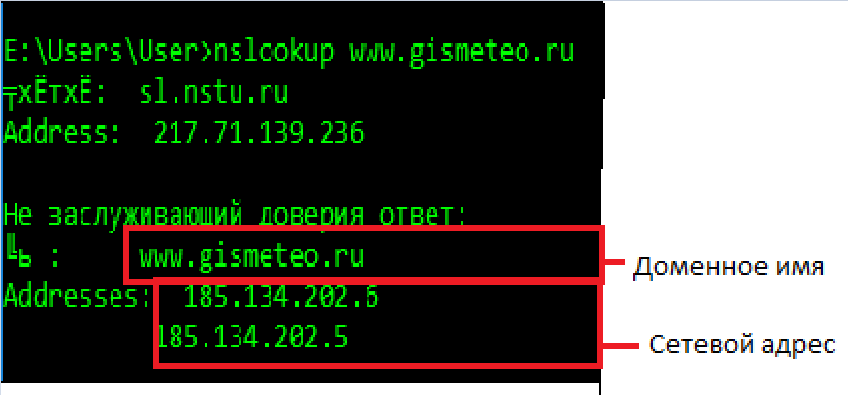 E:\Users\User>nslcokup www.gismeteo.ru
╤хЁтхЁ: sl.nstu.ru
Address: 217.71.139.236
Не заслуживающий доверия ответ:
╚ь : www.gismeteo.ru
Доменное имя
Addresses: 185.134.202.6
185.134.202.5
Сетевой адрес